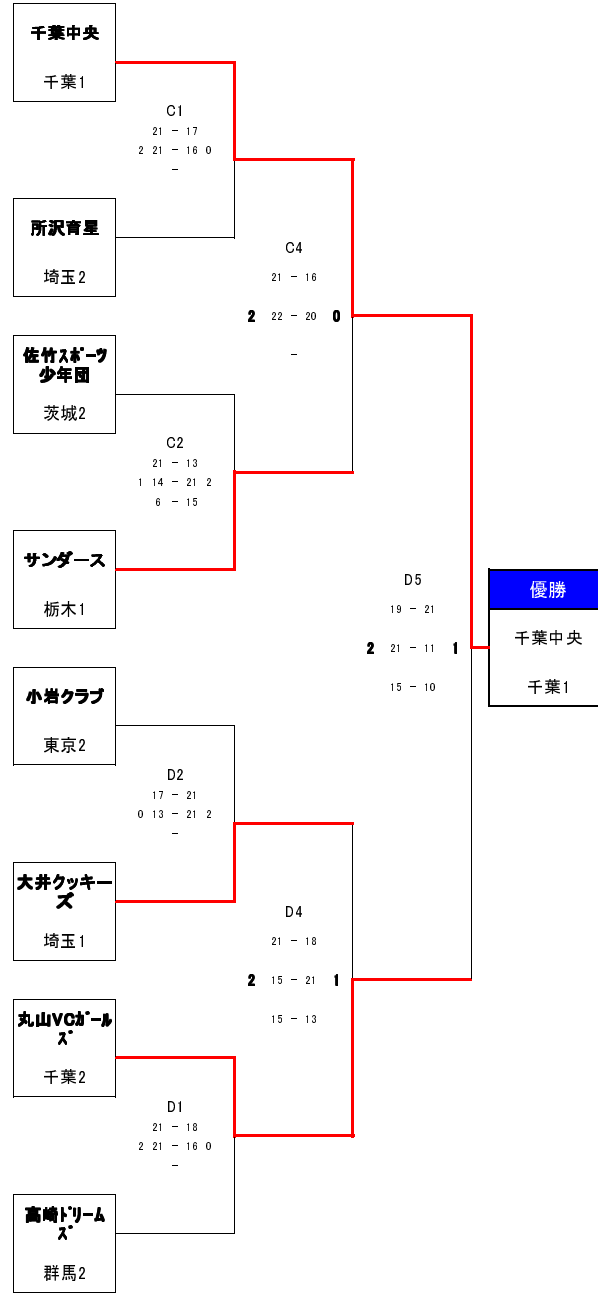 千葉中央
千葉1
C1
21 － 17
2 21 － 16 0
－
所沢育星
埼玉2
C4
21 － 16
2 22 － 20 0
－
佐竹ｽﾎﾟｰﾂ
少年団
茨城2
C2
21 － 13
1 14 － 21 2
6 － 15
サンダース
栃木1
D5
19 － 21
2 21 － 11 1
15 － 10
優勝
千葉中央
千葉1
小岩クラブ
東京2
D2
17 － 21
0 13 － 21 2
－
大井クッキー
ズ
埼玉1
D4
21 － 18
2 15 － 21 1
15 － 13
丸山VCｶﾞｰﾙ
ｽﾞ
千葉2
D1
21 － 18
2 21 － 16 0
－
高崎ﾄﾞﾘｰﾑ
ｽﾞ
群馬2